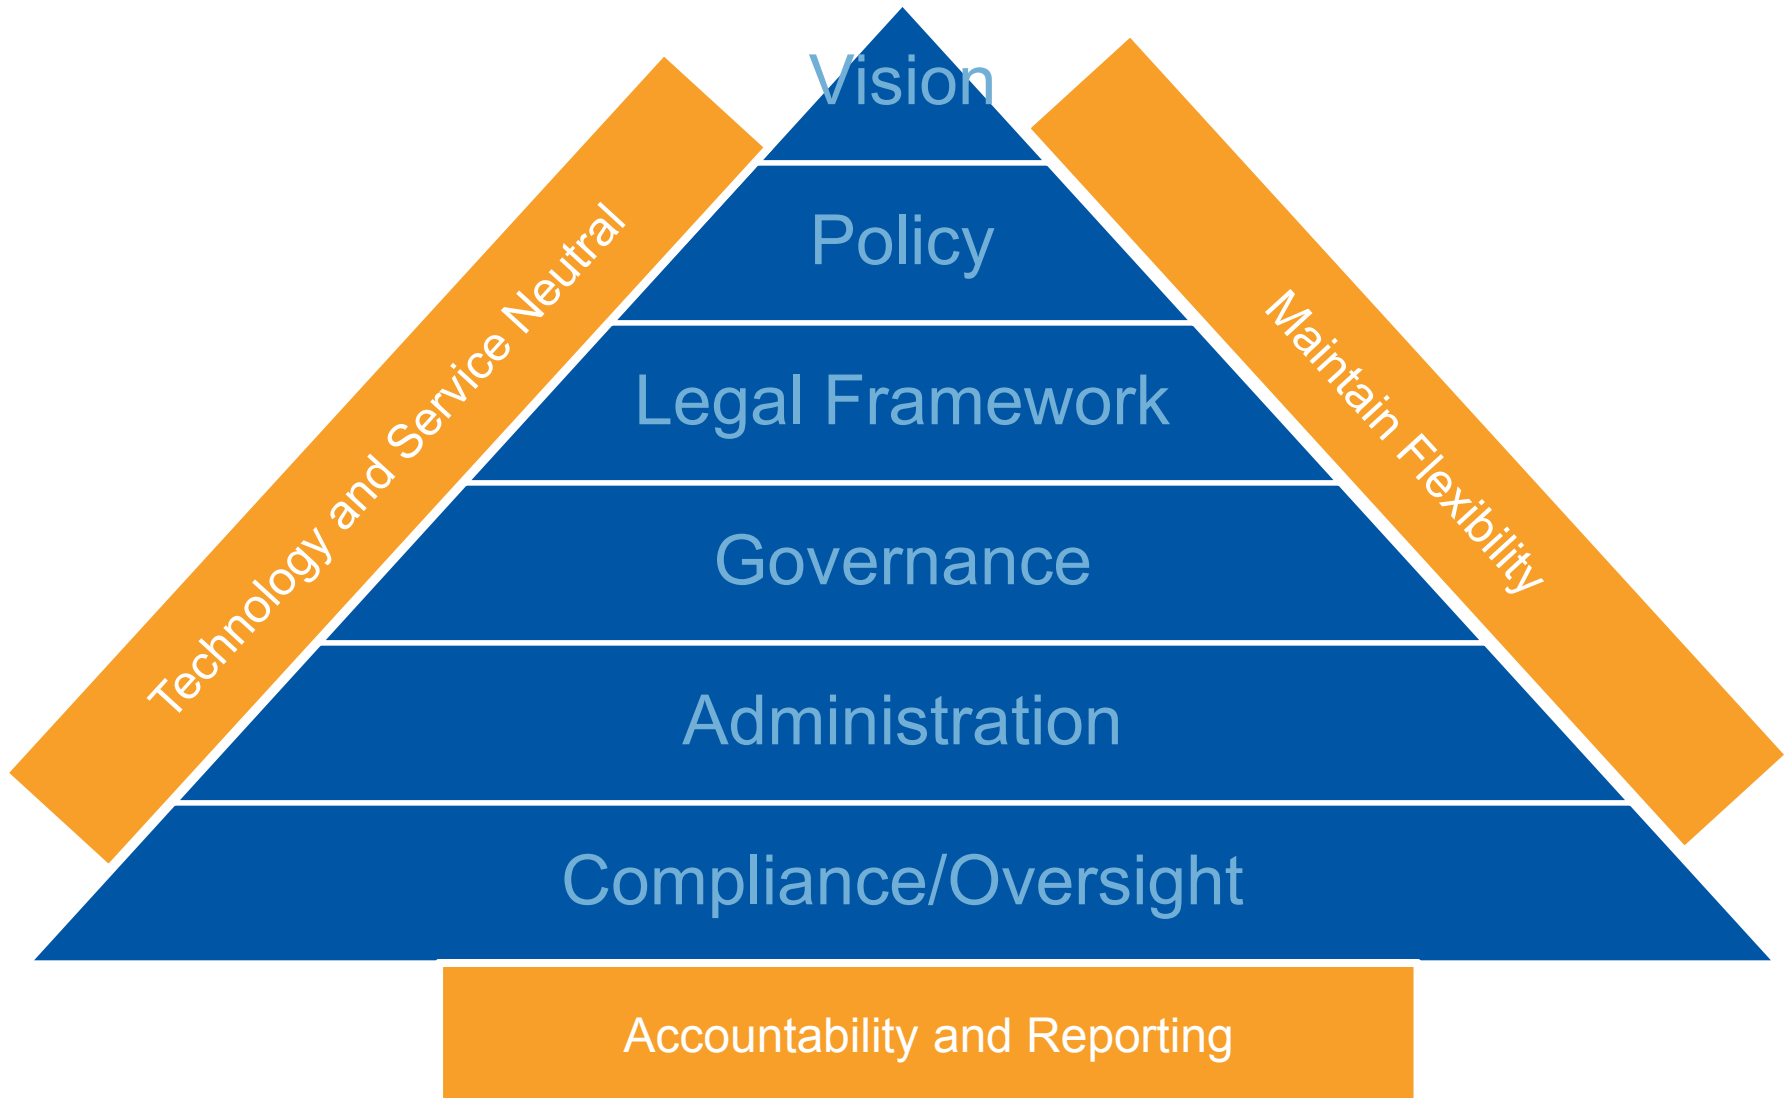 Vision
Policy
Legal Framework
Governance
Administration
Compliance/Oversight
Technology and Service Neutral
Maintain Flexibility
Accountability and Reporting